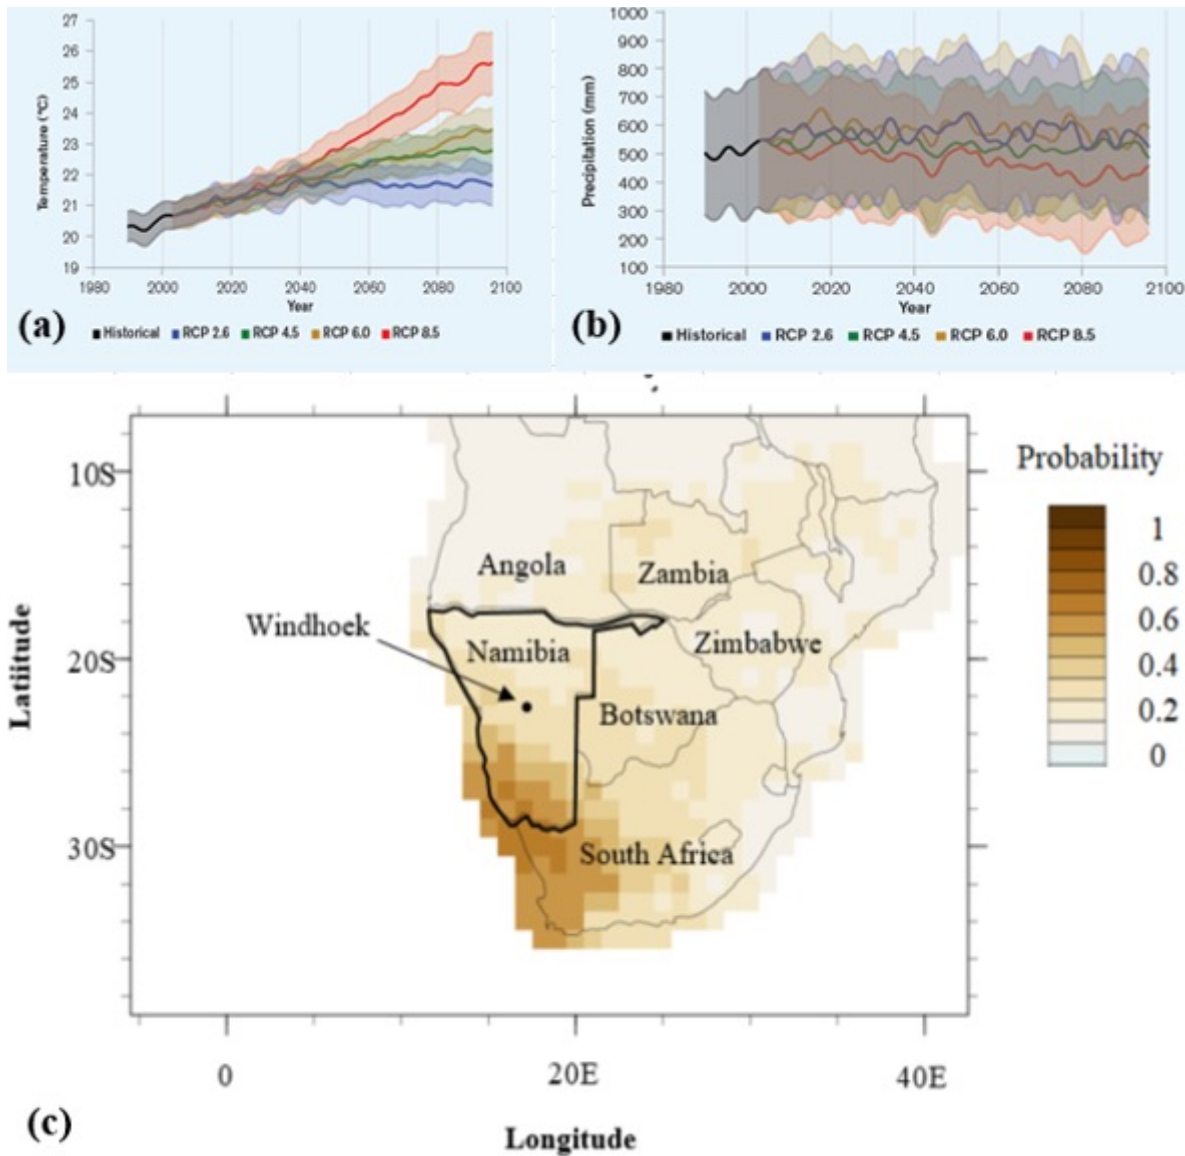 27
26
25
24
23
22
21
20
19
Temperature (°C)
1980 2000 2020 2040 2060 2080 2100
Year
(a)
Historical RCP 2.6 RCP 4.5 RCP 6.0 RCP 8.5
1000
900
800
700
600
500
400
300
200
100
Precipitation (mm)
1980 2000 2020 2040 2060 2080 2100
Year
(b)
Historical RCP 2.6 RCP 4.5 RCP 6.0 RCP 8.5
10S
20S
30S
Latiitude
Angola
Zambia
Windhoek
Namibia
Zimbabwe
Botswana
South Africa
Probability
1
0.8
0.6
0.4
0.2
0
0 20E 40E
(c)
Longitude